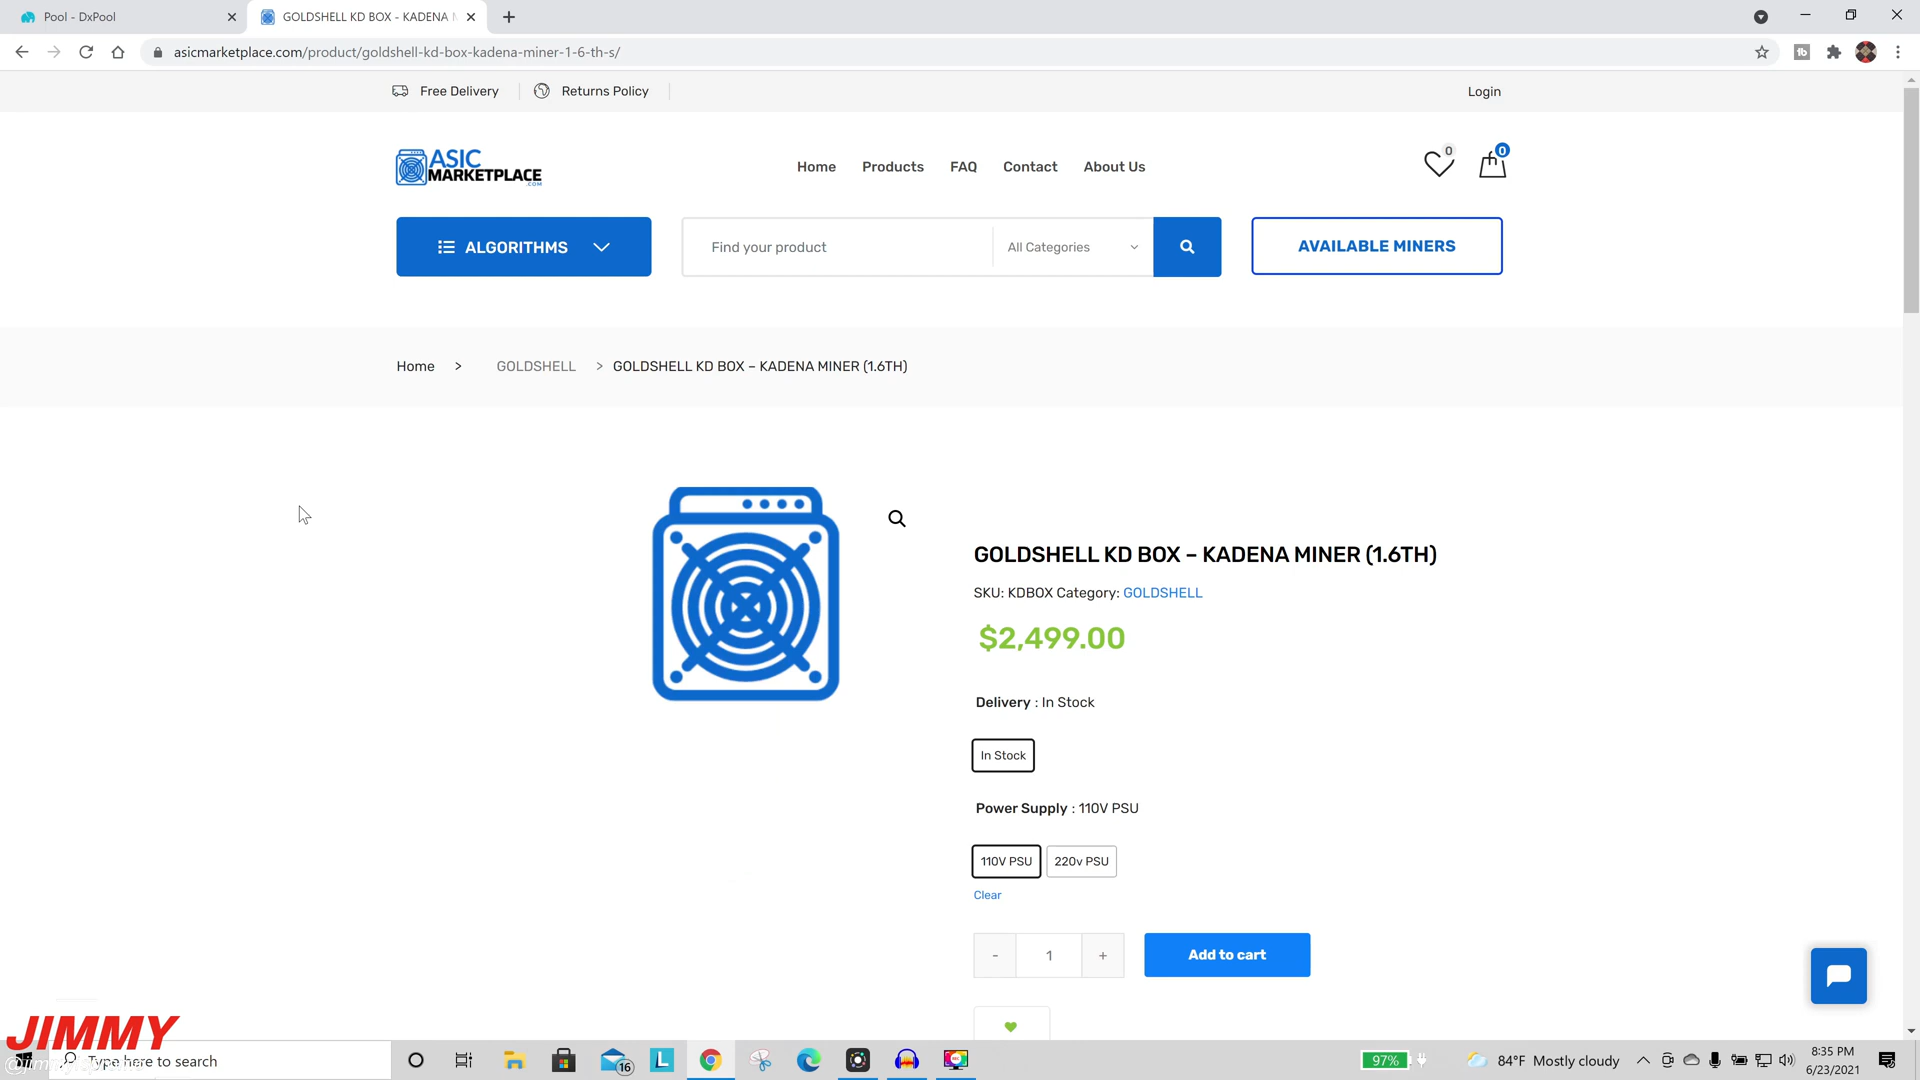 Pool - DxPool
GOLDSHELL KD BOX - KADENA M
asicmarketplace.com/product/goldshell-kd-box-kadena-miner-1-6-th-s/
Free Delivery
Returns Policy
Login
ASIC
MARKETPLACE
.COM
Home
Products
FAQ
Contact
About Us
0
0
ALGORITHMS
Find your product
All Categories
AVAILABLE MINERS
Home > GOLDSHELL > GOLDSHELL KD BOX – KADENA MINER (1.6TH)
GOLDSHELL KD BOX – KADENA MINER (1.6TH)
SKU: KDBOX Category: GOLDSHELL
$2,499.00
Delivery : In Stock
In Stock
Power Supply : 110V PSU
110V PSU
220v PSU
Clear
- 1 +
Add to cart
JIMMY
Type here to search
16
L
97%
84°F Mostly cloudy
8:35 PM
6/23/2021